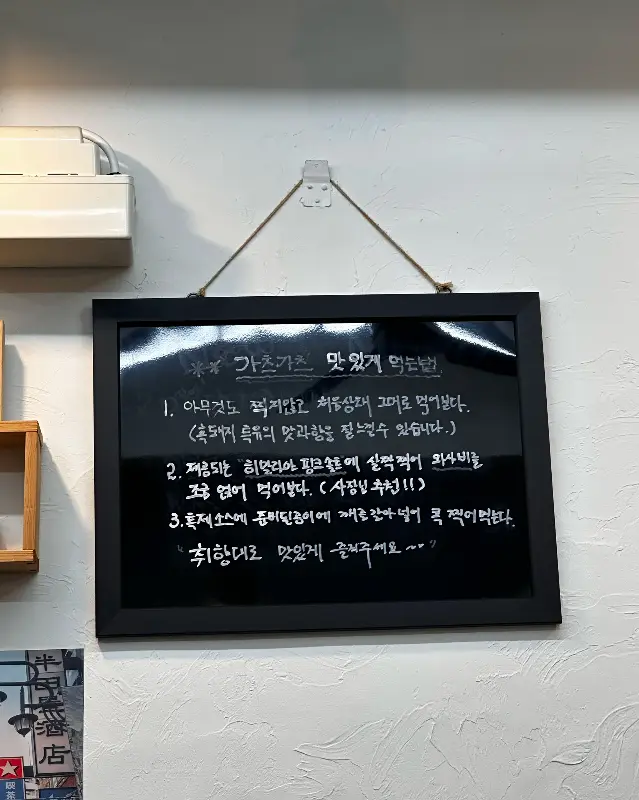 ** 가츠가츠 맛있게 먹는법
1. 아무것도 찍지않고 처음상태 그대로 먹어본다.
(흑돼지 특유의 맛과향을 잘느낄수 있습니다.)
2. 제공되는 "히말리야 핑크솔트"에 살짝찍어 와사비를
조금 얹어 먹어본다. (사장님 추천!!)
3. 특제소스에 준비된종이에 깨를갈아넣어 콕 찍어먹는다.
"취향대로 맛있게 즐겨주세요~~"
酒店
喫茶